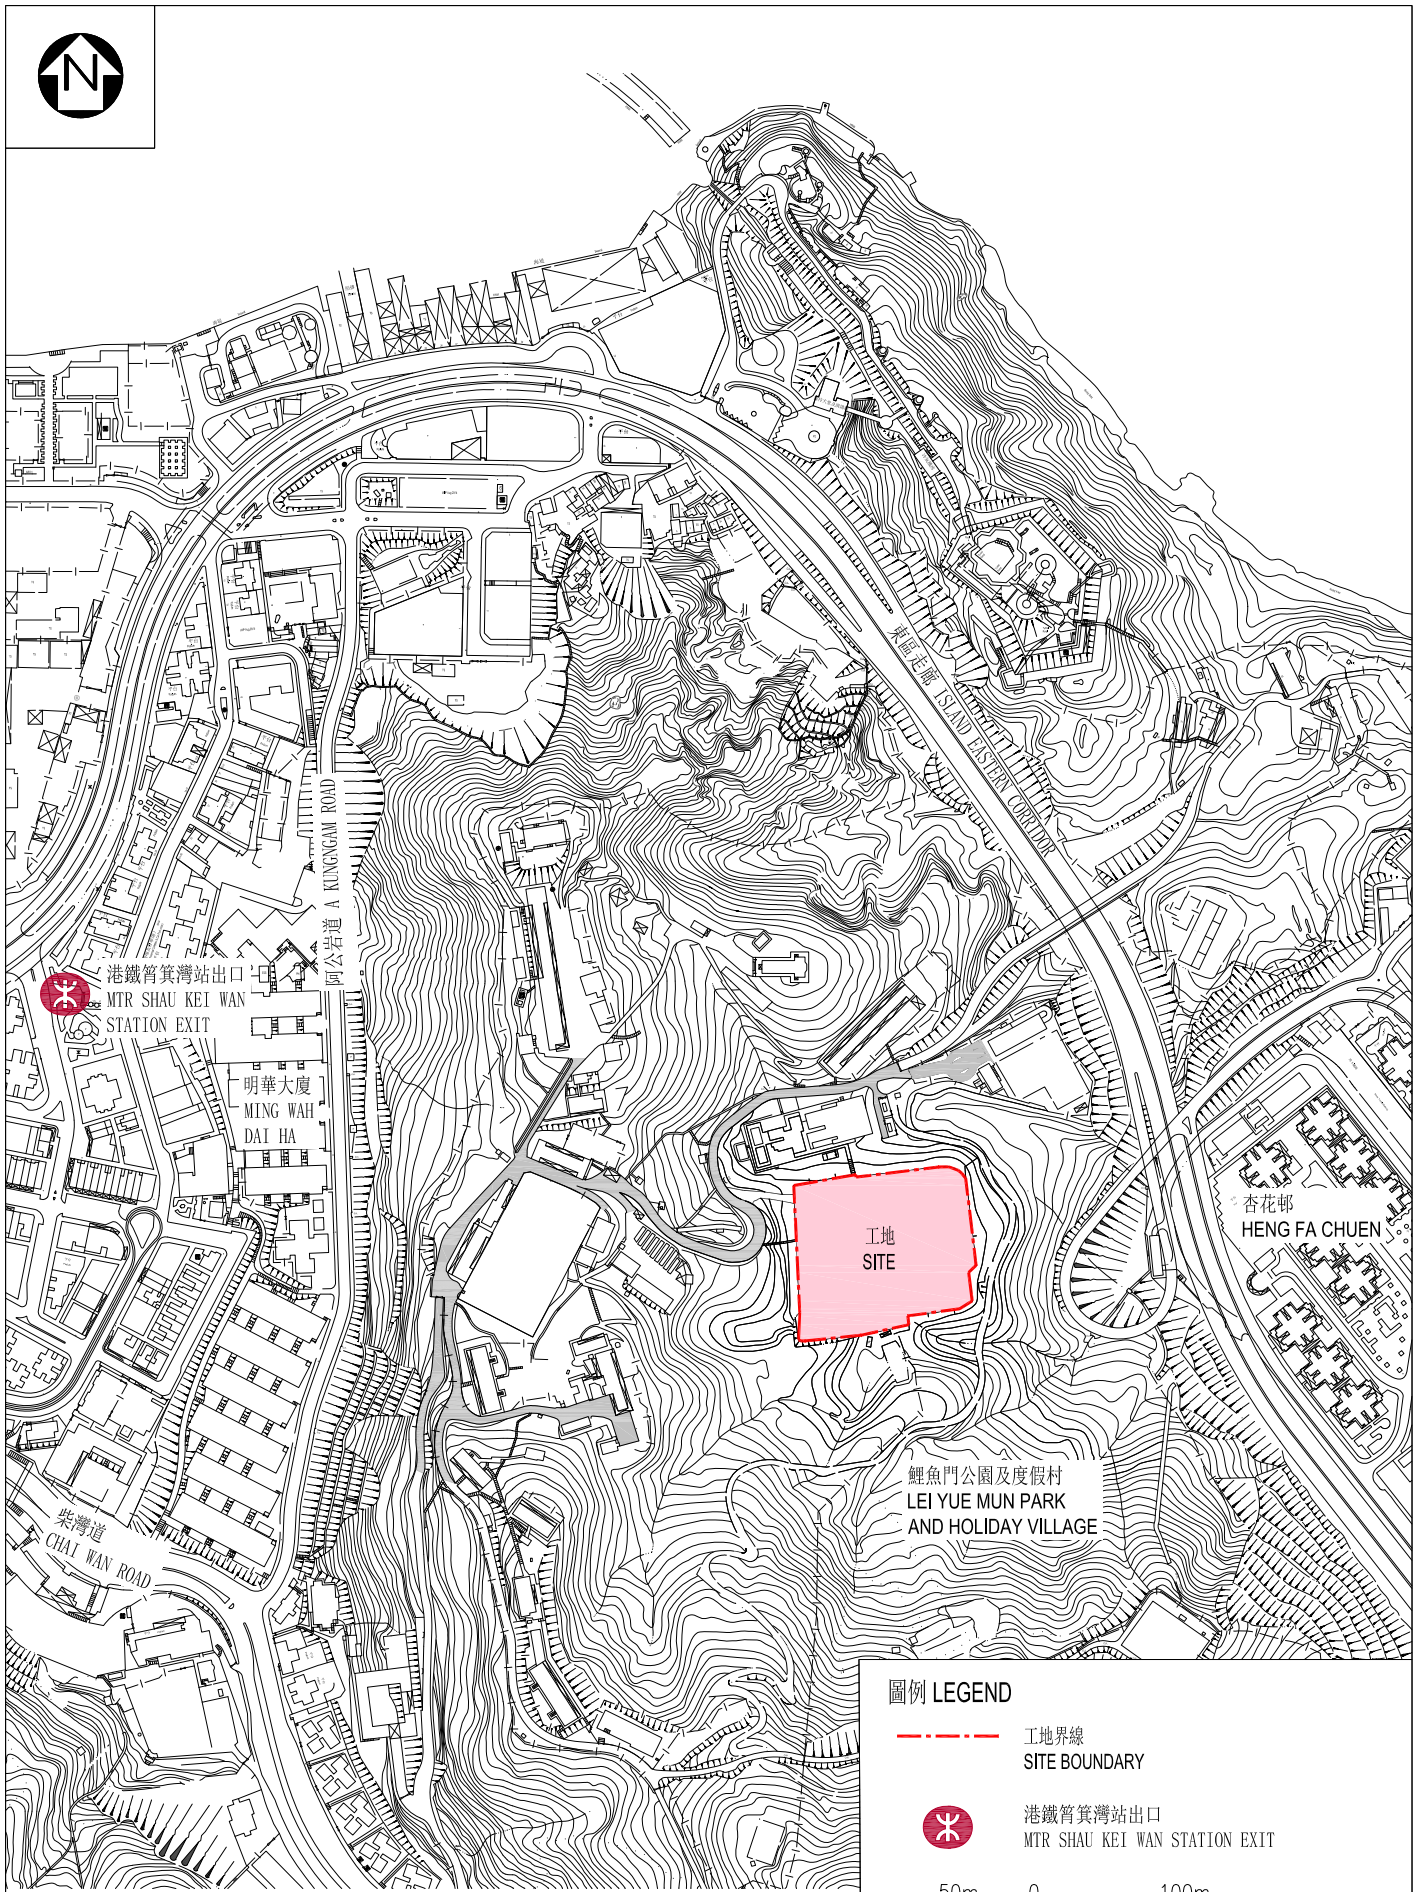 N
東區走廊 ISLAND EASTERN CORRIDOR
阿公岩道 A KUNGNGAM ROAD
港鐵筲箕灣站出口
MTR SHAU KEI WAN
STATION EXIT
明華大廈
MING WAH
DAI HA
杏花邨
HENG FA CHUEN
工地
SITE
鯉魚門公園及度假村
LEI YUE MUN PARK
AND HOLIDAY VILLAGE
柴灣道
CHAI WAN ROAD
圖例 LEGEND
工地界線
SITE BOUNDARY
港鐵筲箕灣站出口
MTR SHAU KEI WAN STATION EXIT
50m 0 100m